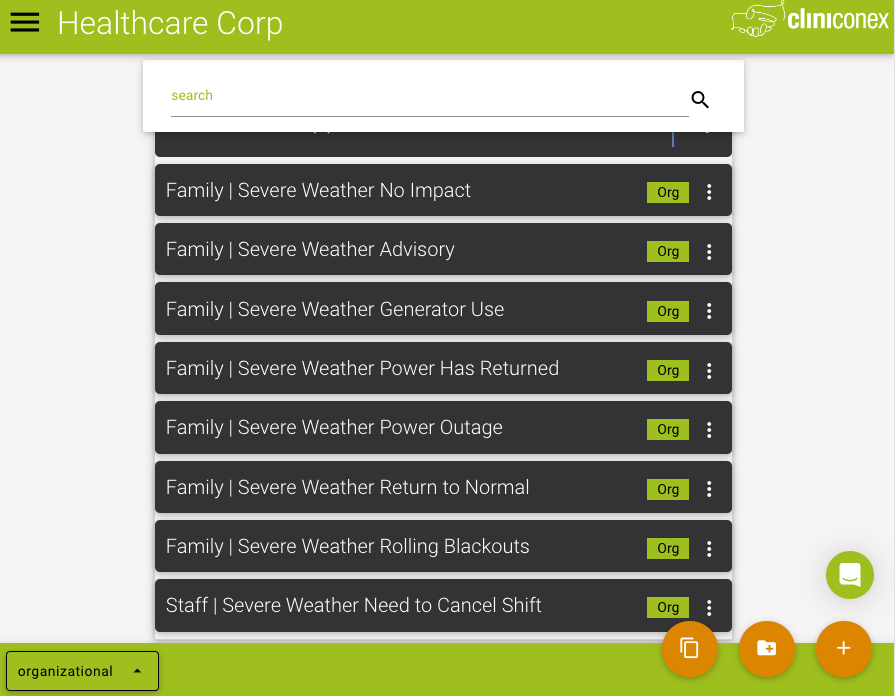 Healthcare Corp
cliniconex
search
Family | Severe Weather No Impact
Org
Family | Severe Weather Advisory
Org
Family | Severe Weather Generator Use
Org
Family | Severe Weather Power Has Returned
Org
Family | Severe Weather Power Outage
Org
Family | Severe Weather Return to Normal
Org
Family | Severe Weather Rolling Blackouts
Org
Staff | Severe Weather Need to Cancel Shift
Org
organizational